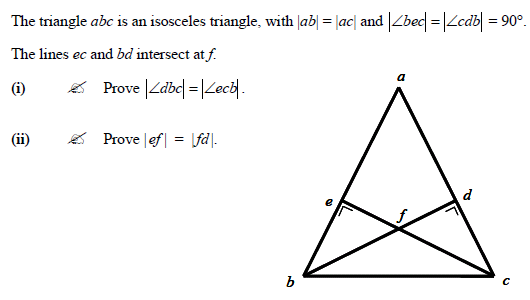 The triangle abc is an isosceles triangle, with |ab| = |ac| and |∠bec| = |∠cdb| = 90°.
The lines ec and bd intersect at f.
(i) ✍ Prove |∠dbc| = |∠ecb|.
(ii) ✍ Prove |ef| = |fd|.
a
e
d
f
b
c